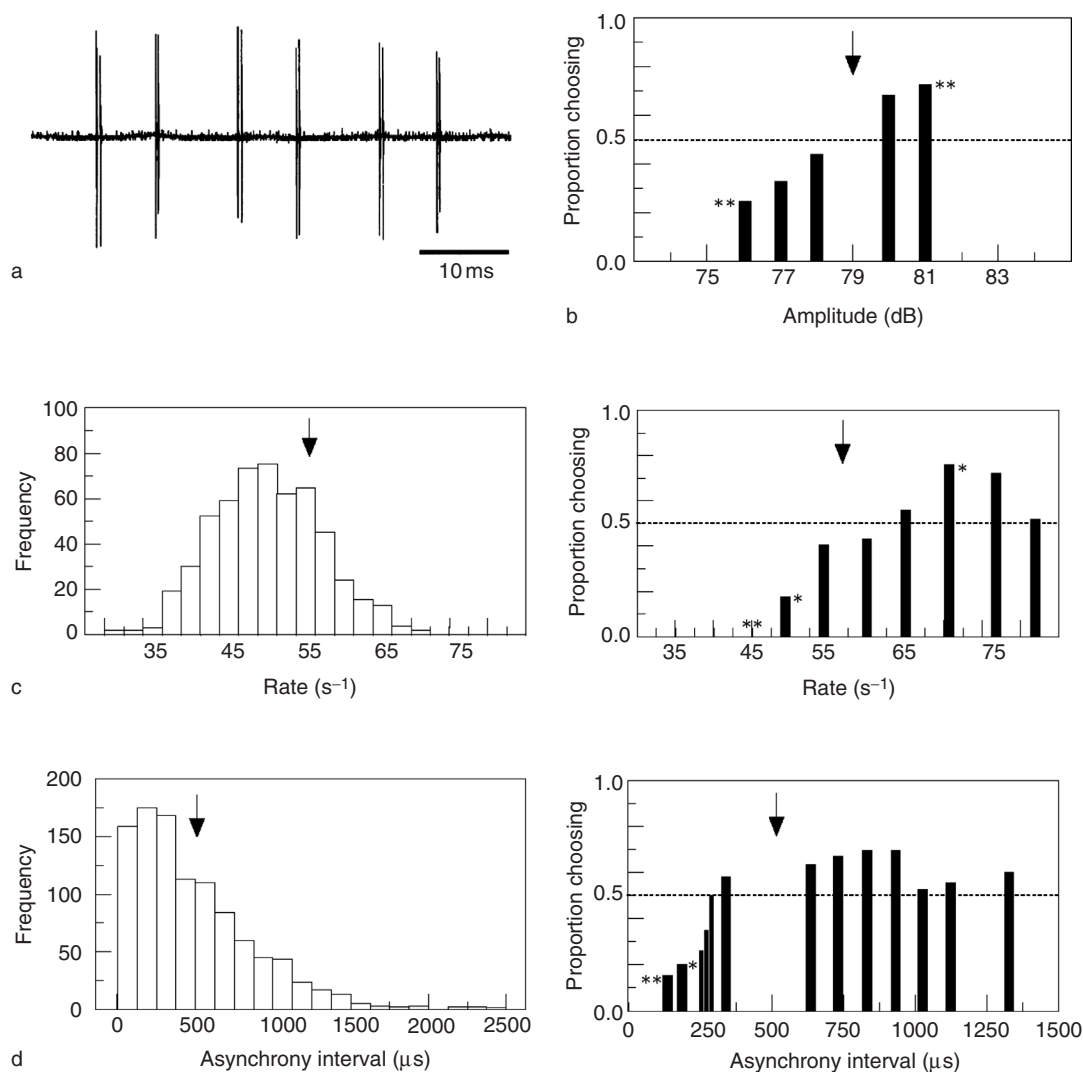 10 ms
a
Proportion choosing
1.0
0.5
0.0
**
**
75 77 79 81 83
Amplitude (dB)
b
Frequency
100
80
60
40
20
0
35 45 55 65 75
Rate (s–1)
c
Proportion choosing
1.0
0.5
0.0
**
*
*
35 45 55 65 75
Rate (s–1)
Frequency
200
150
100
50
0
0 500 1000 1500 2000 2500
Asynchrony interval (μs)
d
Proportion choosing
1.0
0.5
0.0
**
*
0 250 500 750 1000 1250 1500
Asynchrony interval (μs)